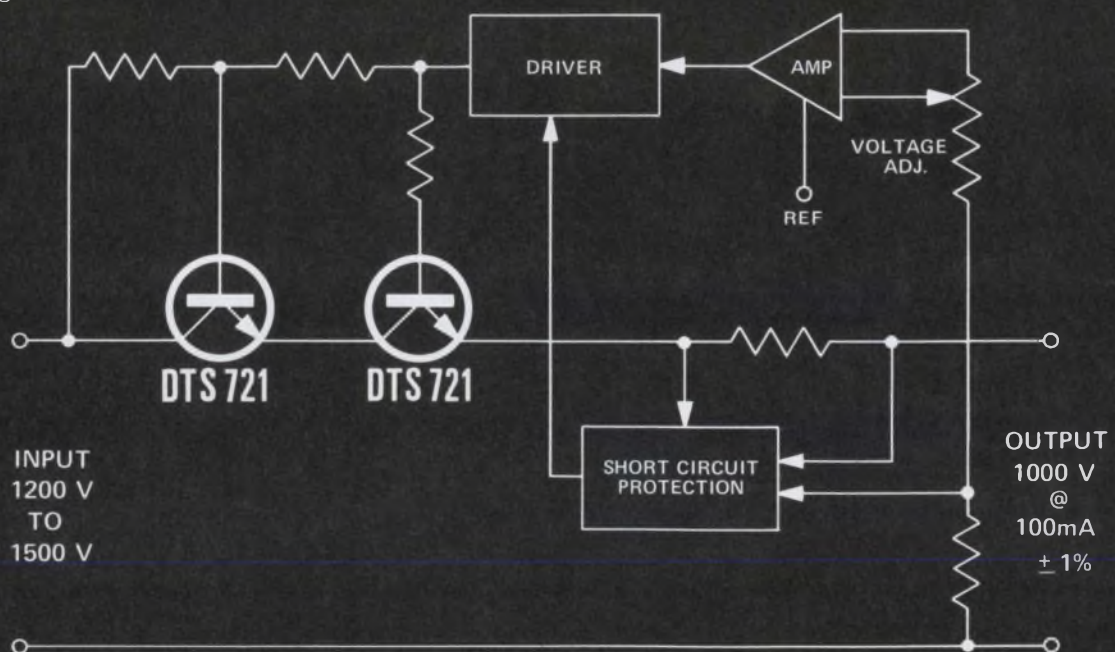 DRIVER
AMP
VOLTAGE
ADJ.
REF
DTS 721
DTS 721
INPUT
1200 V
TO
1500 V
SHORT CIRCUIT
PROTECTION
OUTPUT
1000 V
@
100mA
± 1%